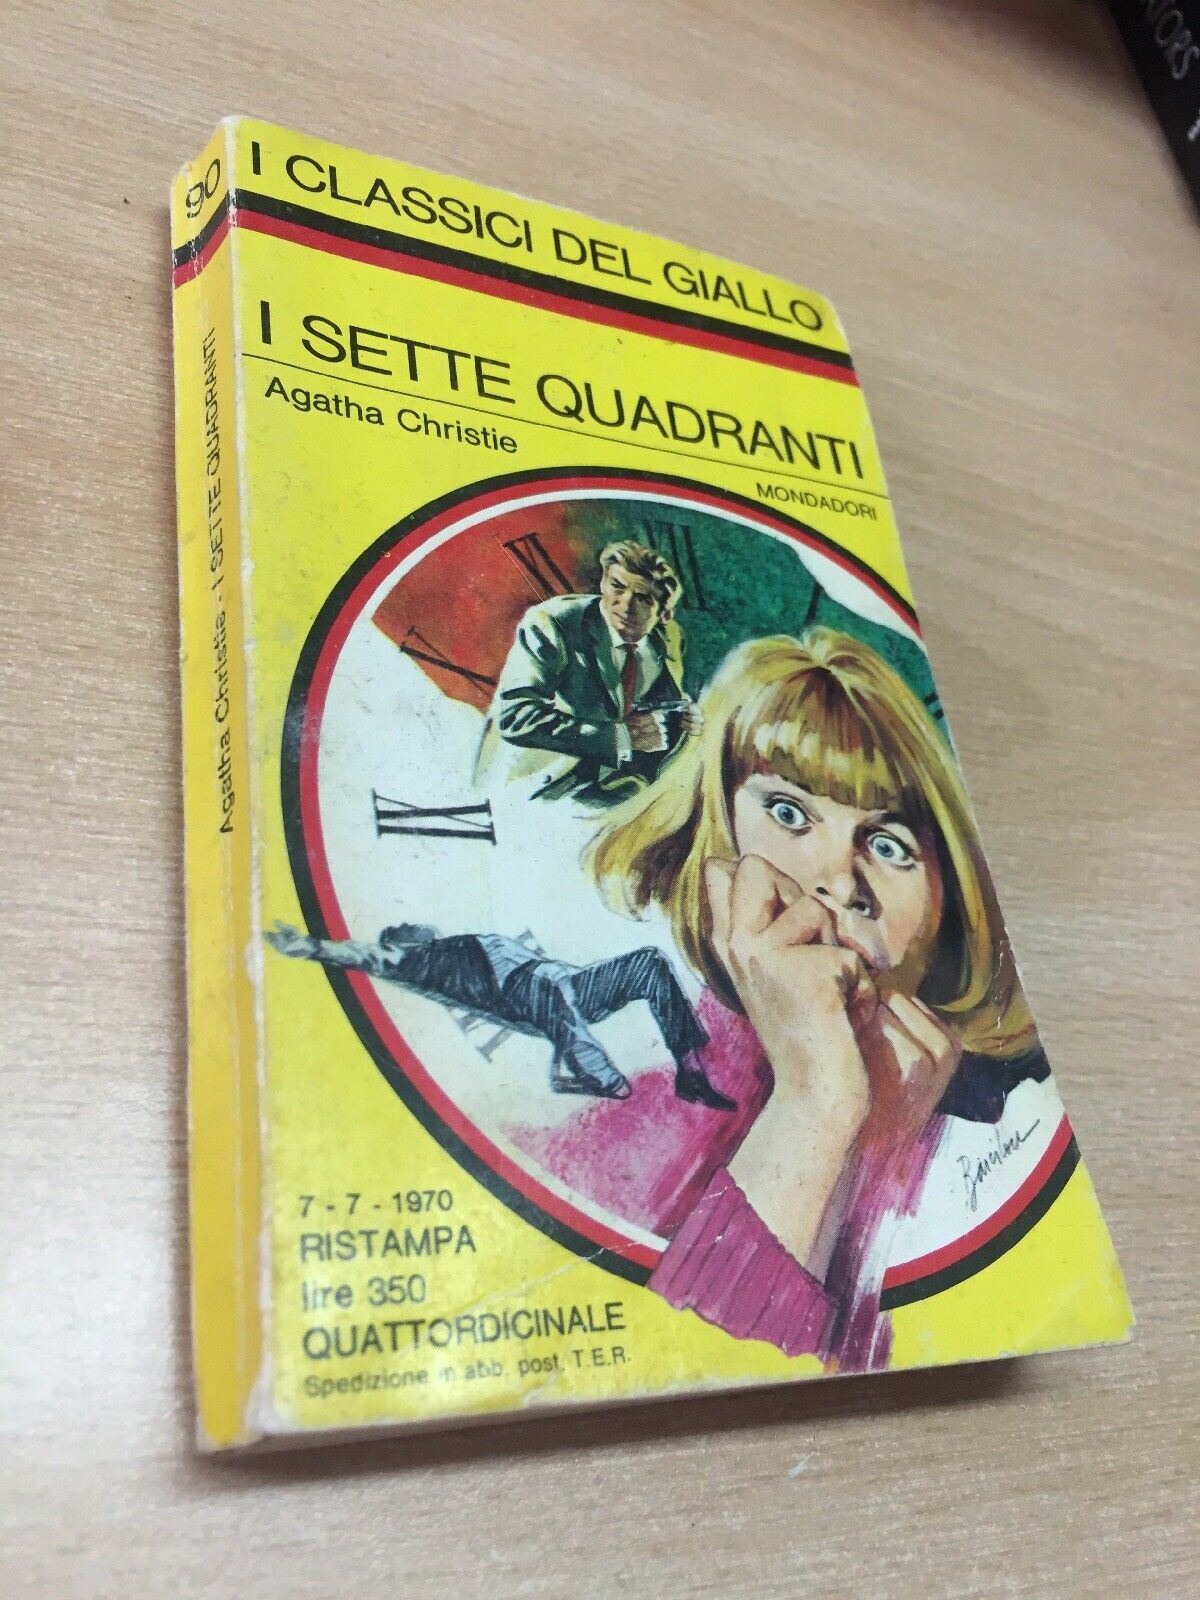 90
I CLASSICI DEL GIALLO
I SETTE QUADRANTI
Agatha Christie
MONDADORI
Agatha Christie - I SETTE QUADRANTI
7 - 7 - 1970
RISTAMPA
lire 350
QUATTORDICINALE
Spedizione in abb. post. T.E.R.